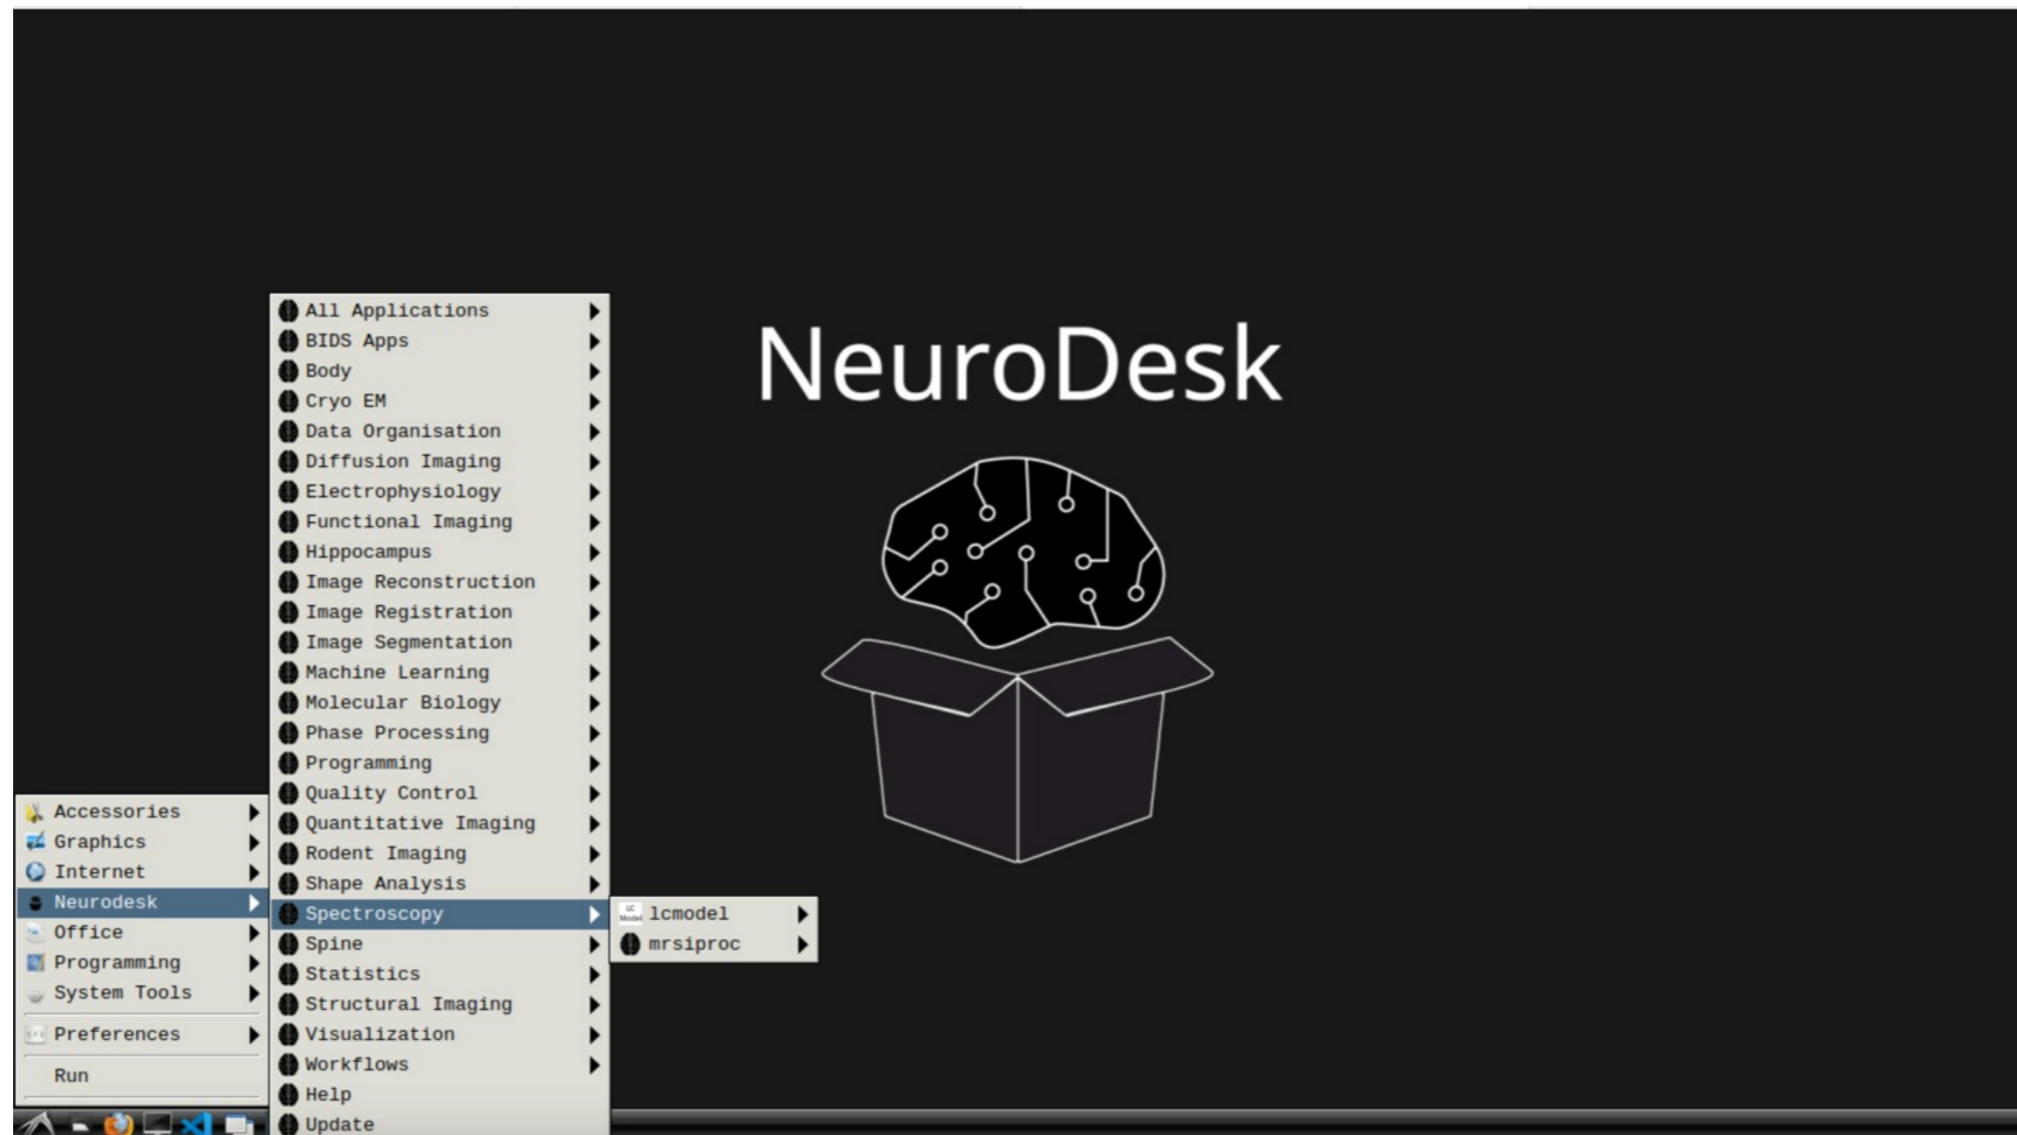 NeuroDesk
All Applications
BIDS Apps
Body
Cryo EM
Data Organisation
Diffusion Imaging
Electrophysiology
Functional Imaging
Hippocampus
Image Reconstruction
Image Registration
Image Segmentation
Machine Learning
Molecular Biology
Phase Processing
Programming
Quality Control
Quantitative Imaging
Rodent Imaging
Shape Analysis
Spectroscopy
Spine
Statistics
Structural Imaging
Visualization
Workflows
Help
Update
Accessories
Graphics
Internet
Neurodesk
Office
Programming
System Tools
Preferences
Run
LC
Model
lcmodel
mrsiproc